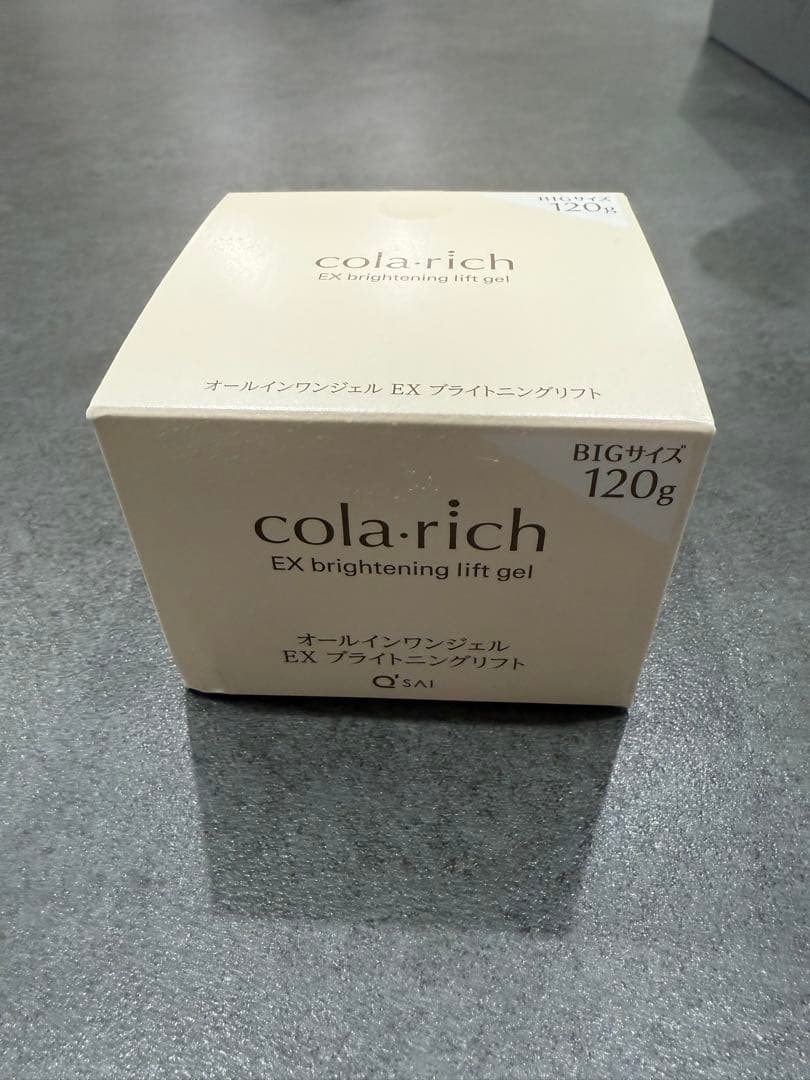 BIGサイズ
120g
cola·rich
EX brightening lift gel
オールインワンジェル EX ブライトニングリフト
BIGサイズ
120g
cola·rich
EX brightening lift gel
オールインワンジェル
EX ブライトニングリフト
Q'SAI